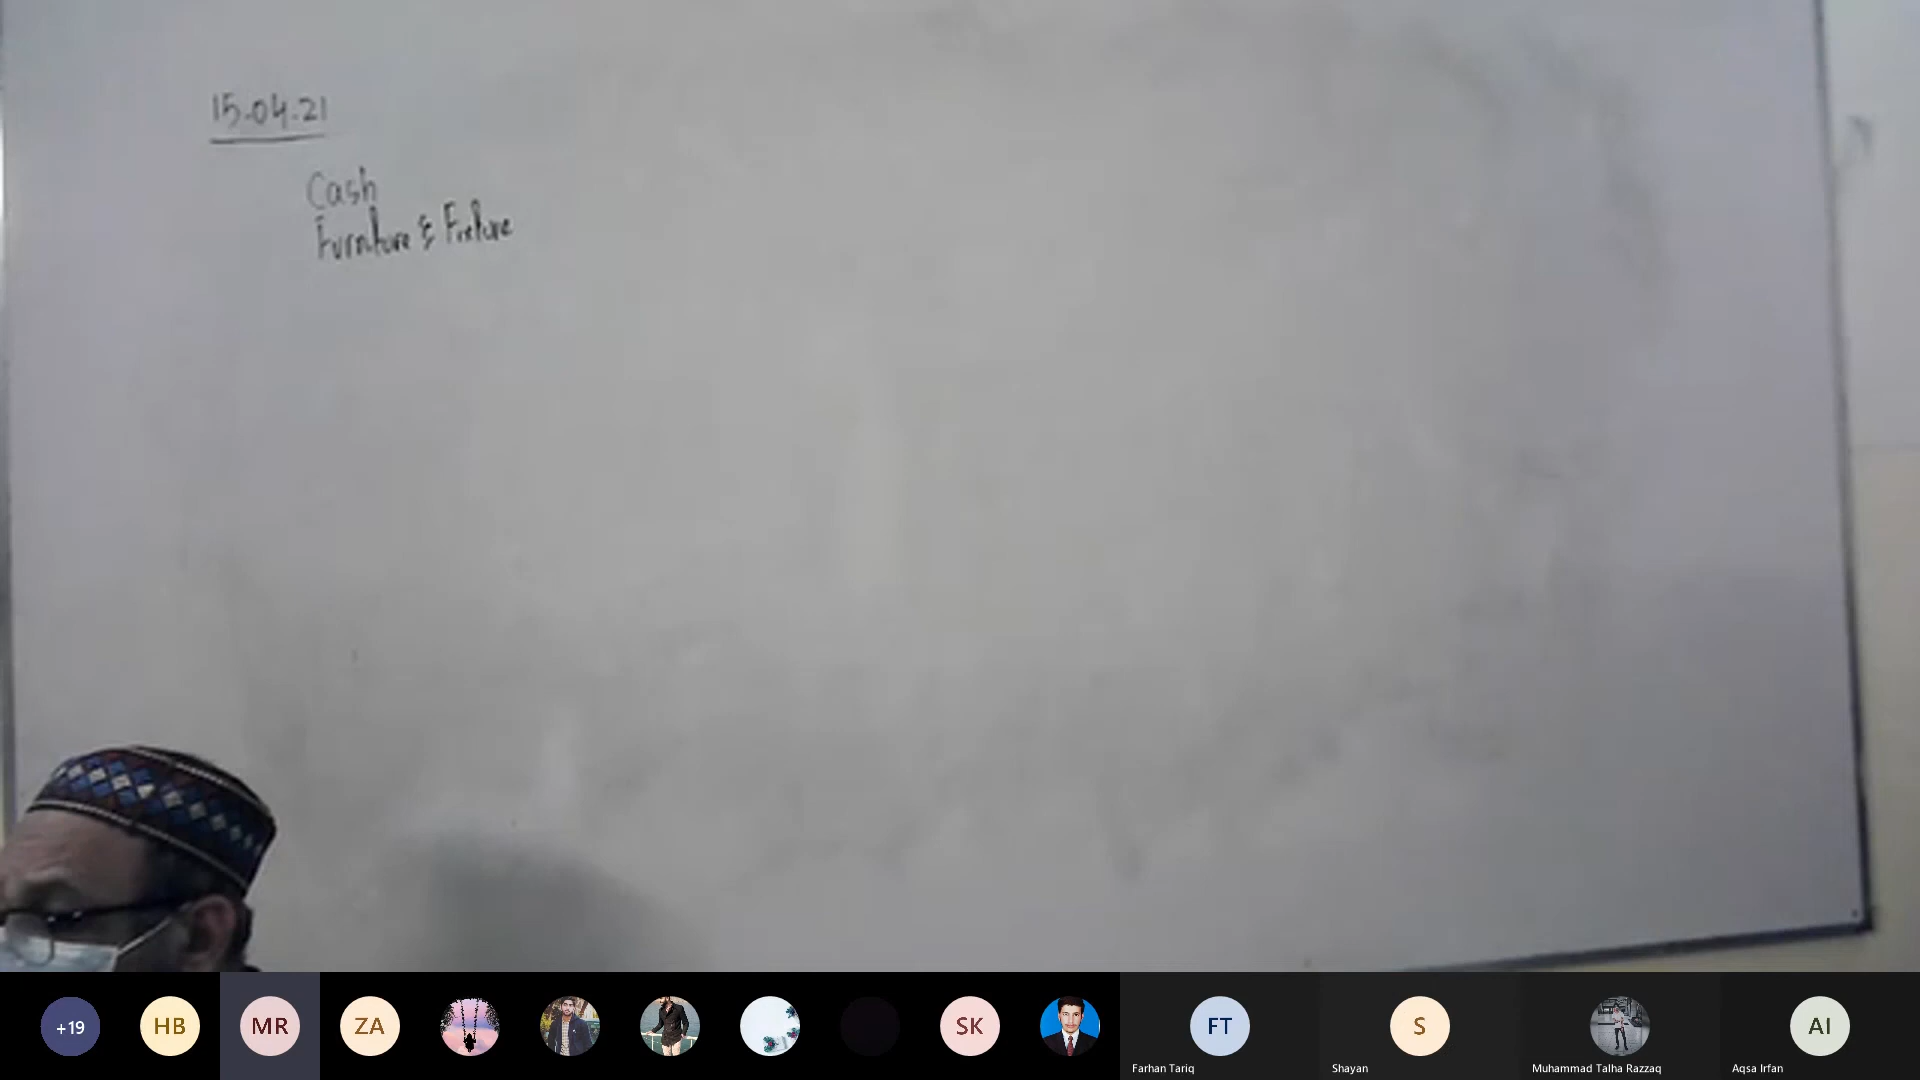 15.04.21
Cash
Furniture & Fixture
+19
HB
MR
ZA
SK
FT
S
AI
Farhan Tariq
Shayan
Muhammad Talha Razzaq
Aqsa Irfan